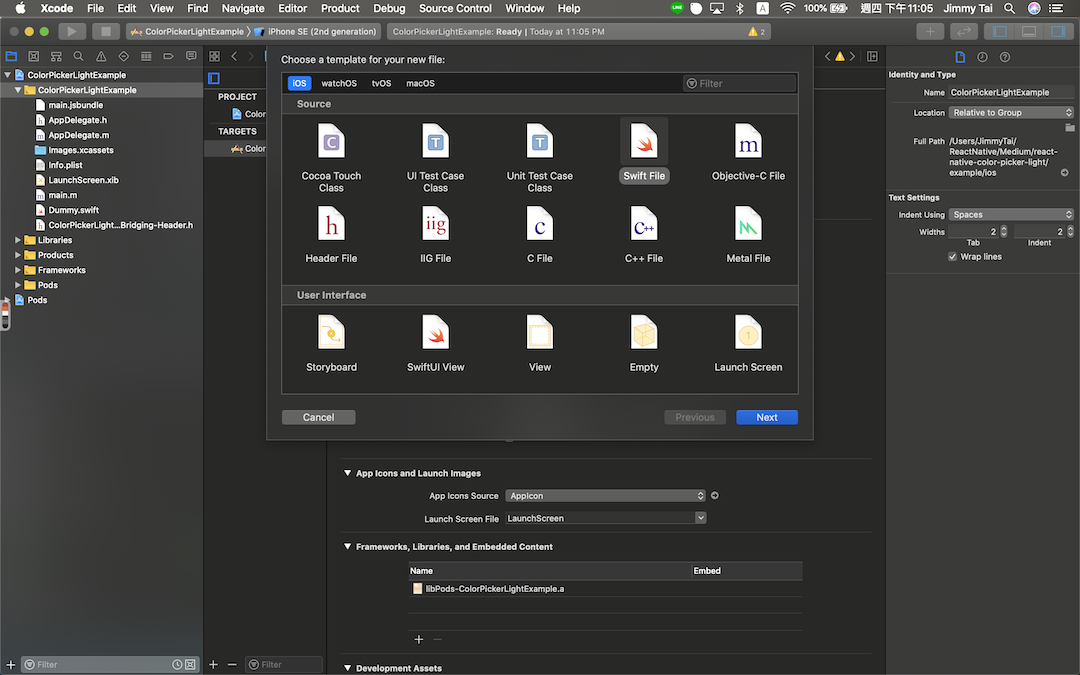 Xcode File Edit View Find Navigate Editor Product Debug Source Control Window Help 100% 週四下午11:05 Jimmy Tai
ColorPickerLightExample iPhone SE (2nd generation)
ColorPickerLightExample: Ready | Today at 11:05 PM
2
ColorPickerLightExample
ColorPickerLightExample
main.jsbundle
AppDelegate.h
AppDelegate.m
Images.xcassets
Info.plist
LaunchScreen.xib
main.m
Dummy.swift
ColorPickerLight...Bridging-Header.h
Libraries
Products
Frameworks
Pods
Pods
Filter
PROJECT
Color
TARGETS
Color
Filter
Choose a template for your new file:
iOS watchOS tvOS macOS
Filter
Source
Cocoa Touch Class
UI Test Case Class
Unit Test Case Class
Swift File
Objective-C File
Header File
IIG File
C File
C++ File
Metal File
User Interface
Storyboard
SwiftUI View
View
Empty
Launch Screen
Cancel
Previous
Next
App Icons and Launch Images
App Icons Source AppIcon
Launch Screen File LaunchScreen
Frameworks, Libraries, and Embedded Content
Name Embed
libPods-ColorPickerLightExample.a
Development Assets
Identity and Type
Name ColorPickerLightExample
Location Relative to Group
Full Path /Users/JimmyTai/
ReactNative/Medium/react-
native-color-picker-light/
example/ios
Text Settings
Indent Using Spaces
Widths 2 2
Tab Indent
Wrap lines